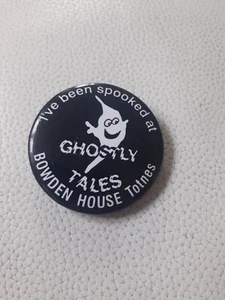 I've been spooked at
GHOSTLY
TALES
BOWDEN HOUSE Totnes